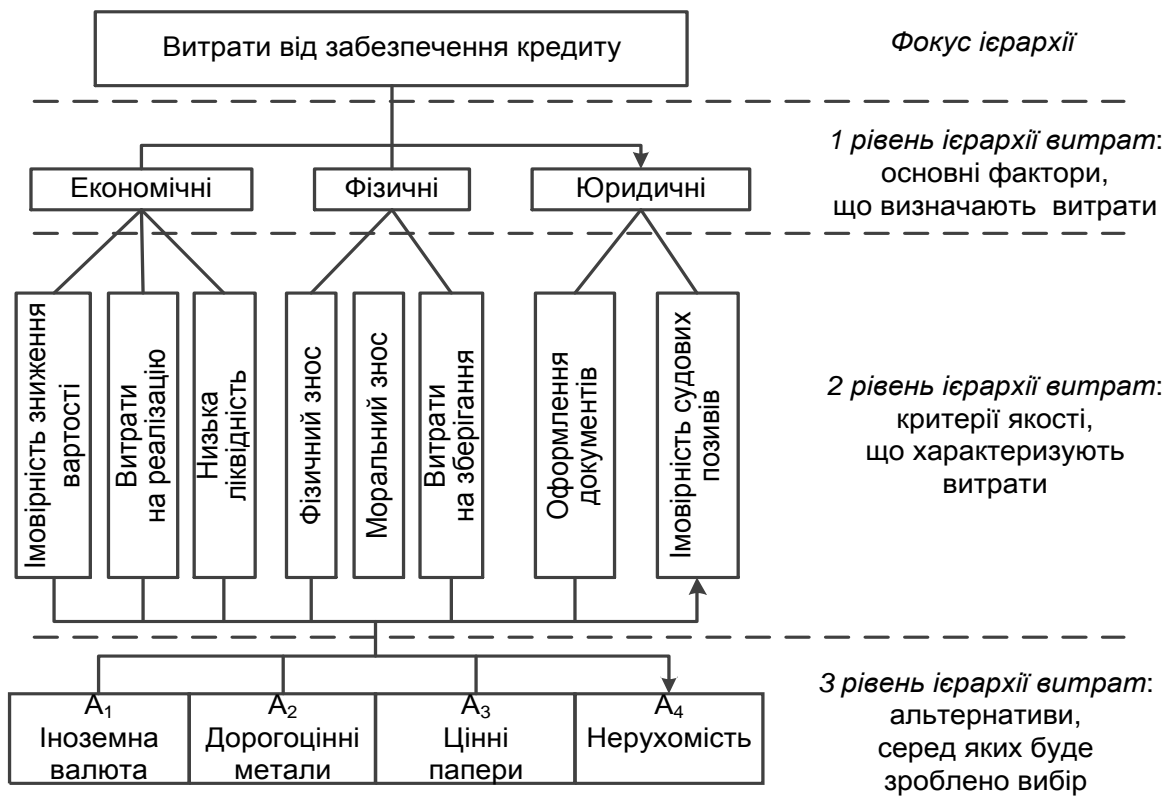 Витрати від забезпечення кредиту
Фокус ієрархії
1 рівень ієрархії витрат:
основні фактори,
що визначають витрати
Економічні
Фізичні
Юридичні
Імовірність зниження
вартості
Витрати
на реалізацію
Низька
ліквідність
Фізичний знос
Моральний знос
Витрати
на зберігання
Оформлення
документів
Імовірність судових
позивів
2 рівень ієрархії витрат:
критерії якості,
що характеризують
витрати
A₁
Іноземна
валюта
A₂
Дорогоцінні
метали
A₃
Цінні
папери
A₄
Нерухомість
3 рівень ієрархії витрат:
альтернативи,
серед яких буде
зроблено вибір